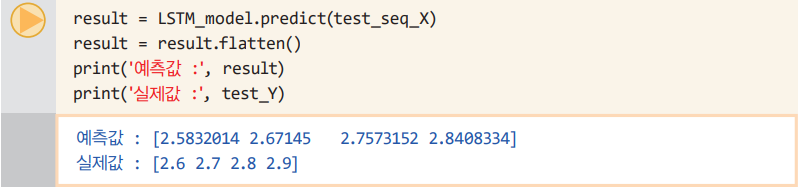 result = LSTM_model.predict(test_seq_X)
result = result.flatten()
print('예측값 :', result)
print('실제값 :', test_Y)
예측값 : [2.5832014 2.67145   2.7573152 2.8408334]
실제값 : [2.6 2.7 2.8 2.9]